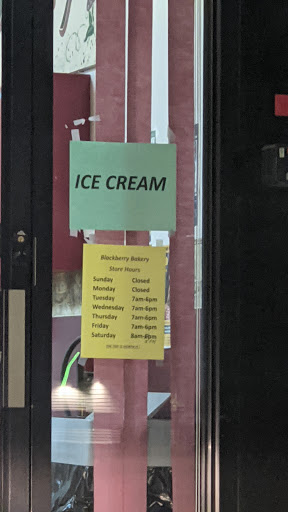 ICE CREAM
Blackberry Bakery
Store Hours
Sunday Closed
Monday Closed
Tuesday 7am-6pm
Wednesday 7am-6pm
Thursday 7am-6pm
Friday 7am-6pm
Saturday 8am-